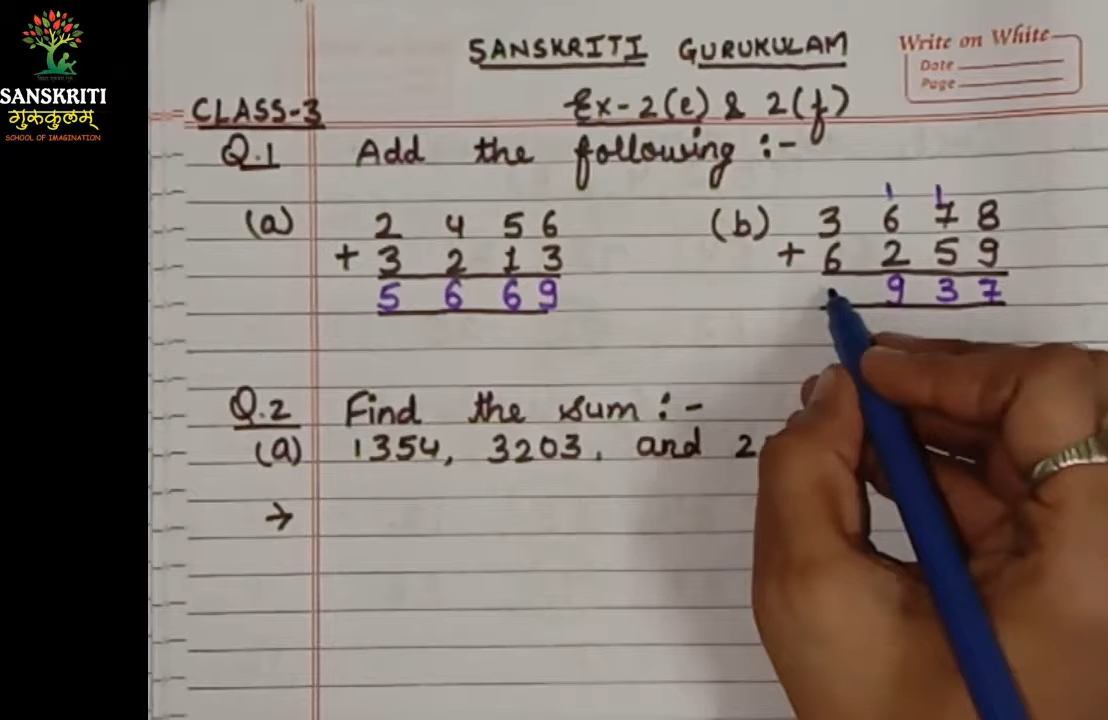 SANSKRITI
गुरुकुलम्
SCHOOL OF IMAGINATION
SANSKRITI GURUKULAM
Write on White
Date
Page
CLASS-3
Ex-2(e) & 2(f)
Q.1 Add the following :-
(a) 2 4 5 6
+ 3 2 1 3
5 6 6 9
(b) 1 1
3 6 7 8
+ 6 2 5 9
9 3 7
Q.2 Find the sum :-
(a) 1354, 3203, and 2
→